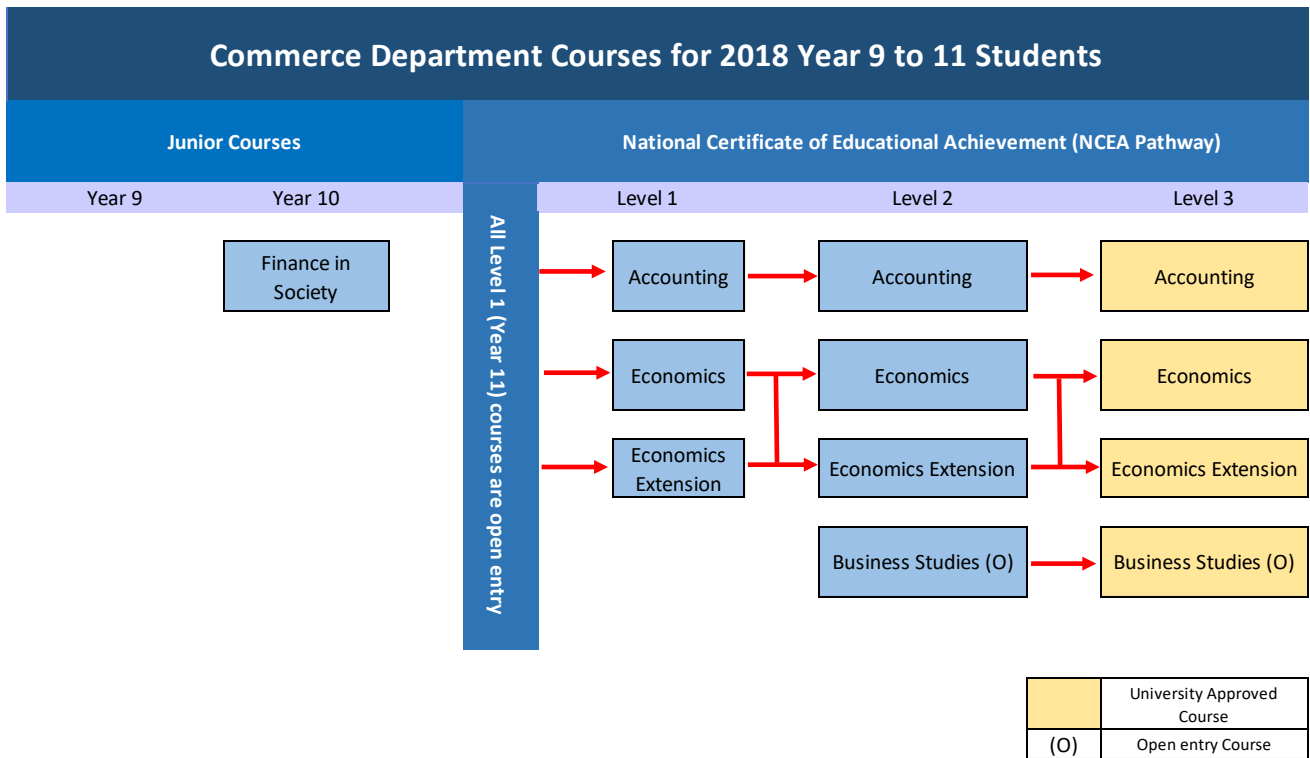 Commerce Department Courses for 2018 Year 9 to 11 Students
Junior Courses
National Certificate of Educational Achievement (NCEA Pathway)
Year 9
Year 10
Level 1
Level 2
Level 3
All Level 1 (Year 11) courses are open entry
Finance in
Society
Accounting
Accounting
Accounting
Economics
Economics
Economics
Economics
Extension
Economics Extension
Economics Extension
Business Studies (O)
Business Studies (O)
University Approved
Course
(O)
Open entry Course